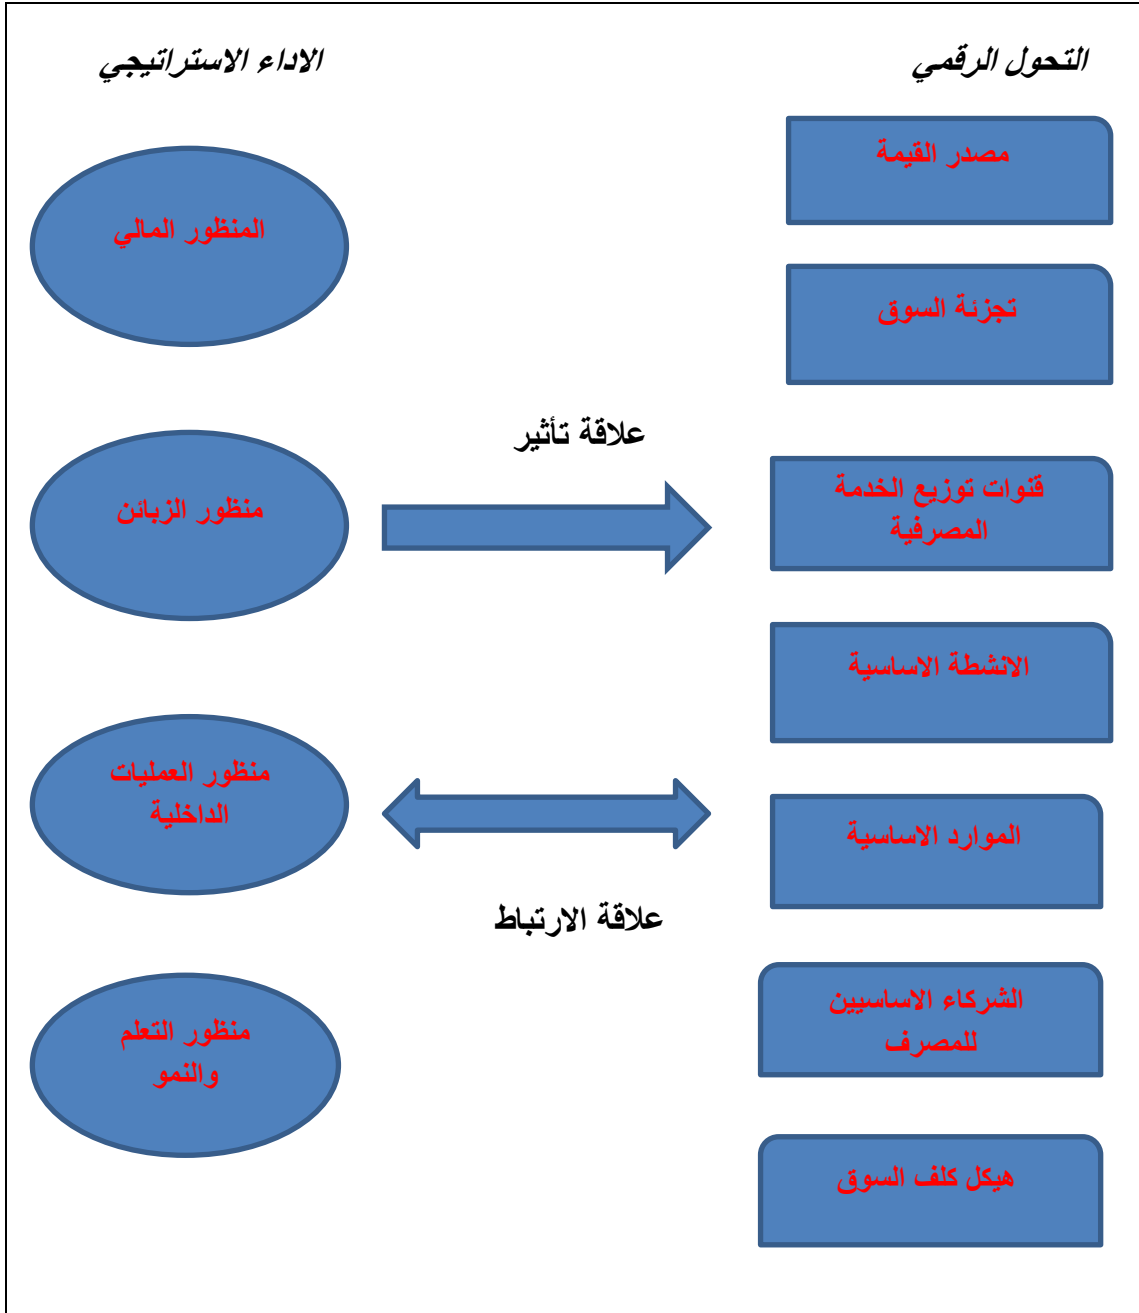 التحول الرقمي
الاداء الاستراتيجي
مصدر القيمة
تجزئة السوق
قنوات توزيع الخدمة
المصرفية
الانشطة الاساسية
الموارد الاساسية
الشركاء الاساسيين
للمصرف
هيكل كلف السوق
علاقة تأثير
علاقة الارتباط
المنظور المالي
منظور الزبائن
منظور العمليات
الداخلية
منظور التعلم
والنمو